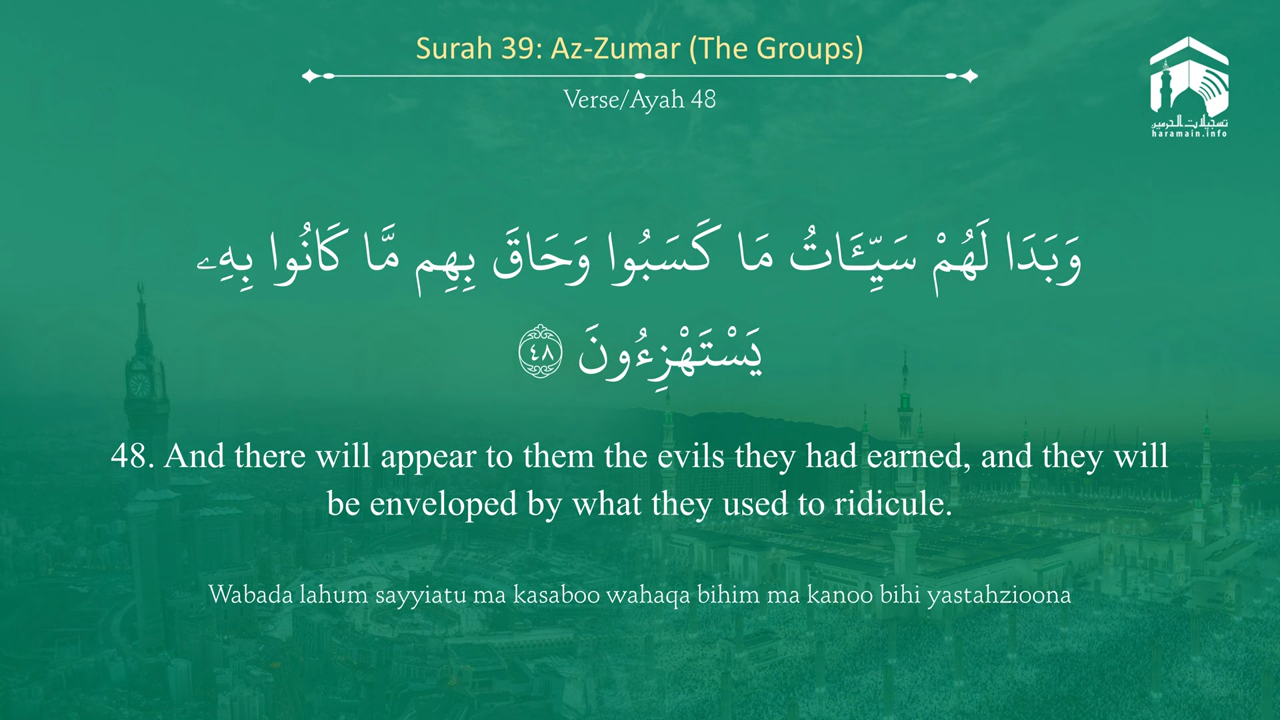 Surah 39: Az-Zumar (The Groups)
Verse/Ayah 48
تسجيلات الحرمين
haramain.info
وَبَدَا لَهُمْ سَيِّـَٔاتُ مَا كَسَبُوا وَحَاقَ بِهِم مَّا كَانُوا بِهِۦ
يَسْتَهْزِءُونَ ٤٨
48. And there will appear to them the evils they had earned, and they will
be enveloped by what they used to ridicule.
Wabada lahum sayyiatu ma kasaboo wahaqa bihim ma kanoo bihi yastahzioona